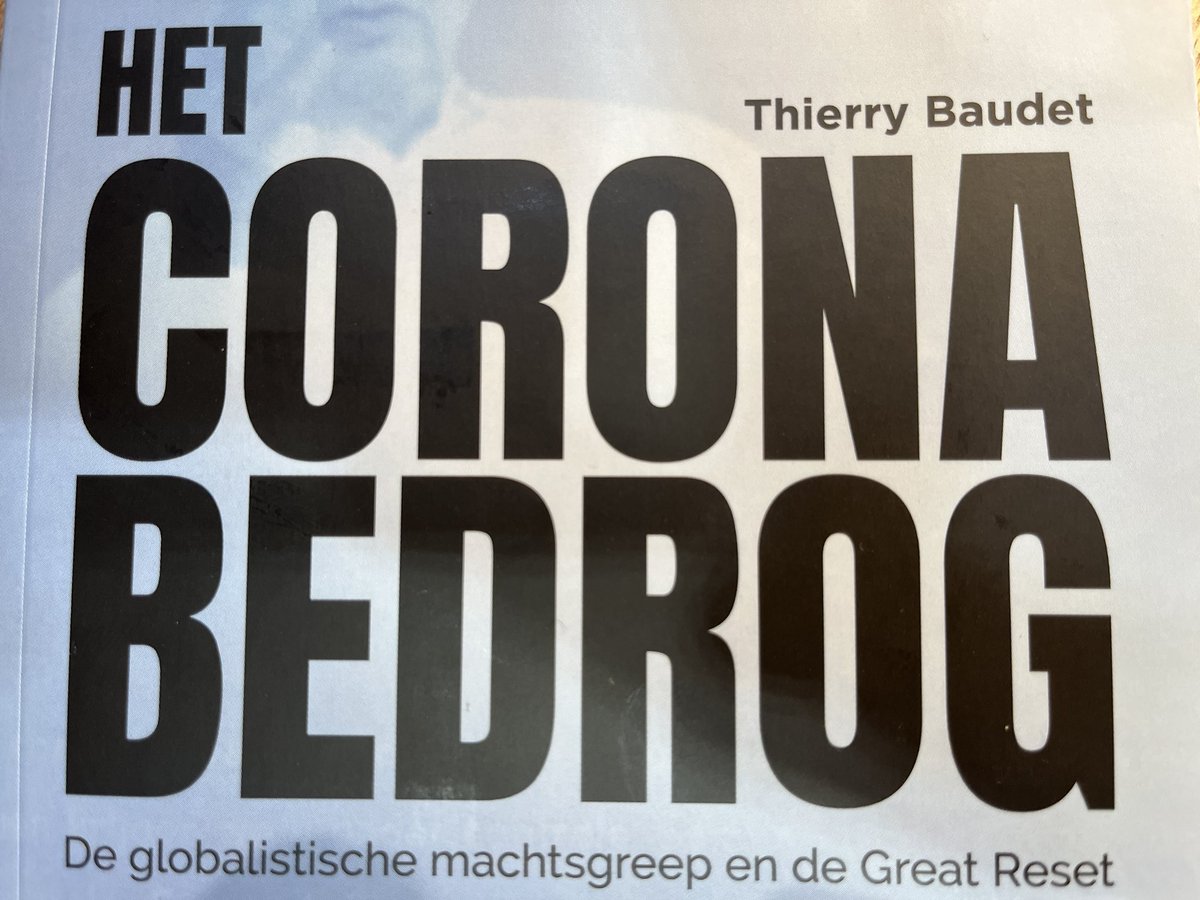 HET
Thierry Baudet
CORONA
BEDROG
De globalistische machtsgreep en de Great Reset